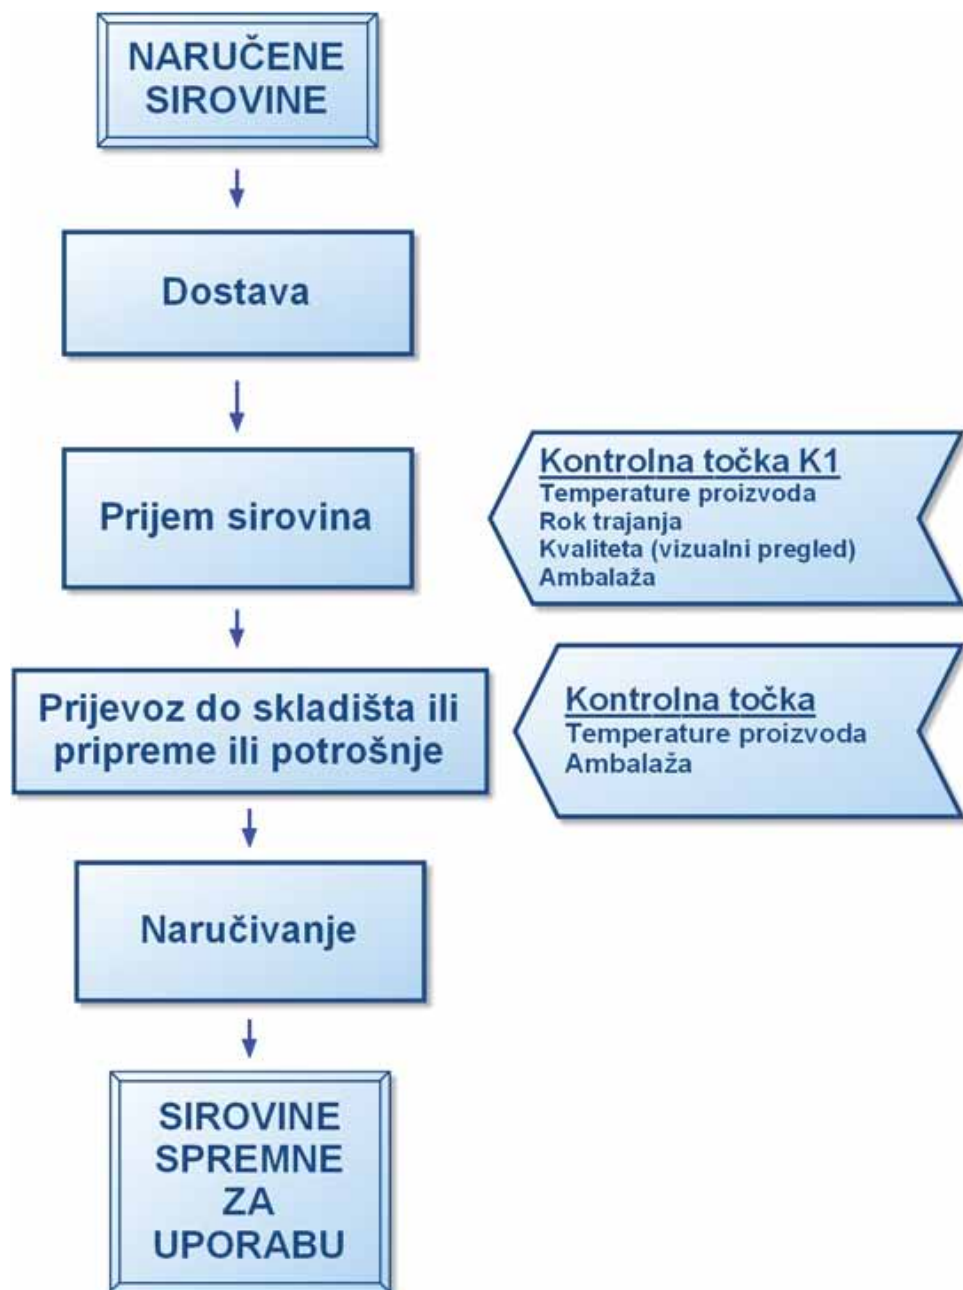 NARUČENE
SIROVINE
Dostava
Prijem sirovina
Kontrolna točka K1
Temperature proizvoda
Rok trajanja
Kvaliteta (vizualni pregled)
Ambalaža
Prijevoz do skladišta ili
pripreme ili potrošnje
Kontrolna točka
Temperature proizvoda
Ambalaža
Naručivanje
SIROVINE
SPREMNE
ZA
UPORABU